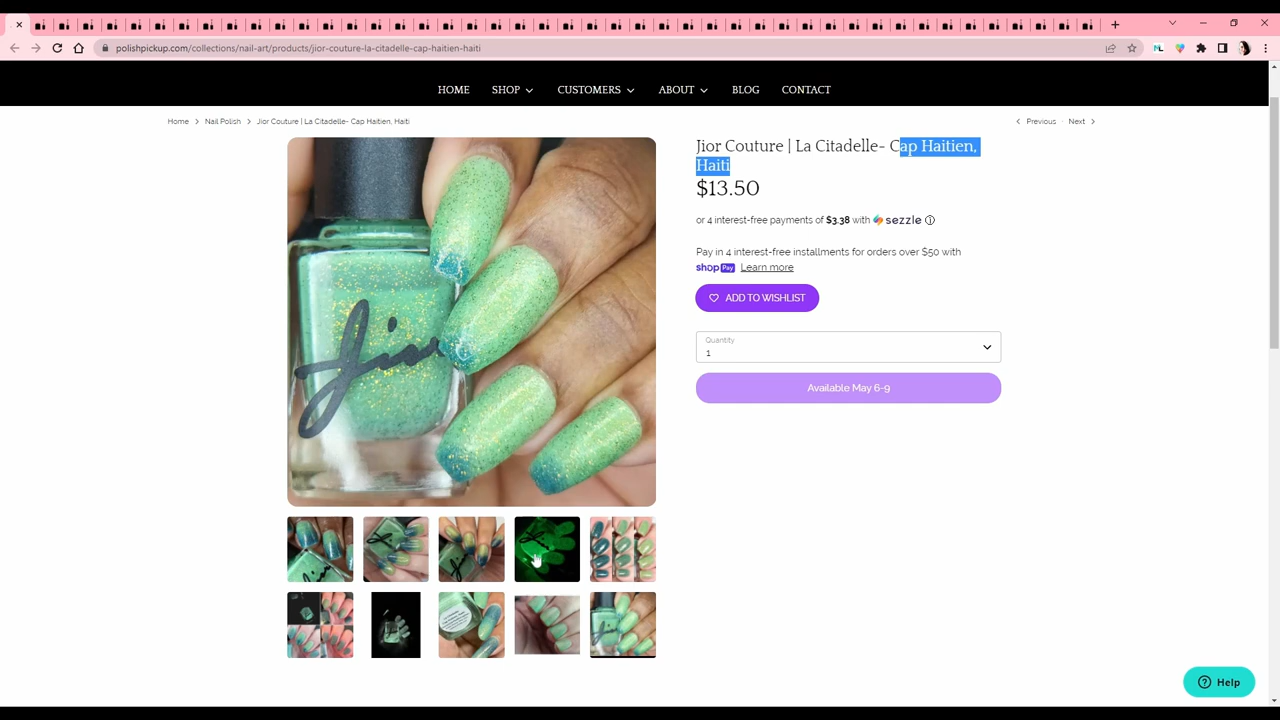 polishpickup.com/collections/nail-art/products/jior-couture-la-citadelle-cap-haitien-haiti
HOME SHOP CUSTOMERS ABOUT BLOG CONTACT
Home > Nail Polish > Jior Couture | La Citadelle- Cap Haitien, Haiti
< Previous · Next >
Jior Couture | La Citadelle- Cap Haitien,
Haiti
$13.50
or 4 interest-free payments of $3.38 with sezzle
Pay in 4 interest-free installments for orders over $50 with
shop Pay Learn more
ADD TO WISHLIST
Quantity
1
Available May 6-9
Jior
Help